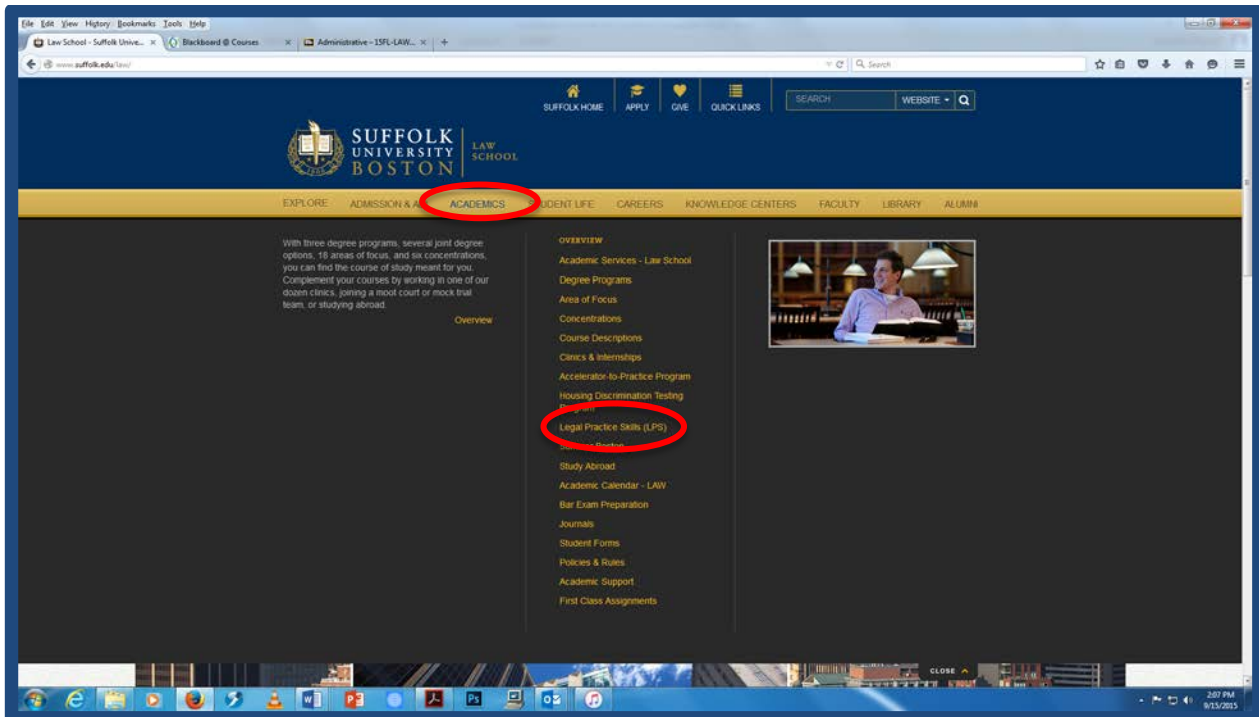 File Edit View History Bookmarks Tools Help
Law School - Suffolk Unive... × Blackboard @ Courses × Administrative - 15FL-LAW... × +
www.suffolk.edu/law/ Search
SUFFOLK HOME APPLY GIVE QUICK LINKS SEARCH WEBSITE
SUFFOLK
UNIVERSITY
BOSTON
LAW
SCHOOL
EXPLORE ADMISSION & A ACADEMICS STUDENT LIFE CAREERS KNOWLEDGE CENTERS FACULTY LIBRARY ALUMNI
With three degree programs, several joint degree
options, 18 areas of focus, and six concentrations,
you can find the course of study meant for you.
Complement your courses by working in one of our
dozen clinics, joining a moot court or mock trial
team, or studying abroad.
Overview
OVERVIEW
Academic Services - Law School
Degree Programs
Area of Focus
Concentrations
Course Descriptions
Clinics & Internships
Accelerator-to-Practice Program
Housing Discrimination Testing
Program
Legal Practice Skills (LPS)
Study Abroad
Academic Calendar - LAW
Bar Exam Preparation
Journals
Student Forms
Policies & Rules
Academic Support
First Class Assignments
CLOSE
2:07 PM
9/15/2015